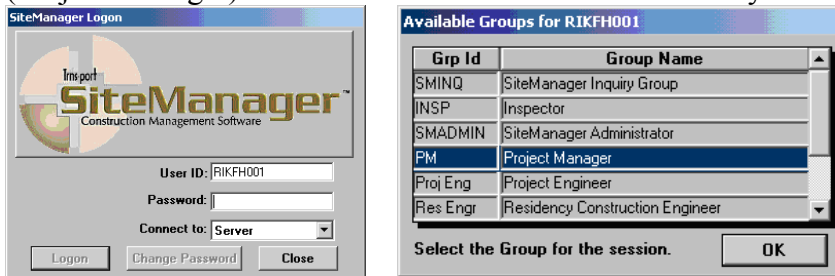 SiteManager Logon
Trns·port
SiteManager™
Construction Management Software
User ID: RIKFH001
Password:
Connect to: Server
Logon Change Password Close
Available Groups for RIKFH001
Grp Id Group Name
SMINQ SiteManager Inquiry Group
INSP Inspector
SMADMIN SiteManager Administrator
PM Project Manager
Proj Eng Project Engineer
Res Engr Residency Construction Engineer
Select the Group for the session. OK